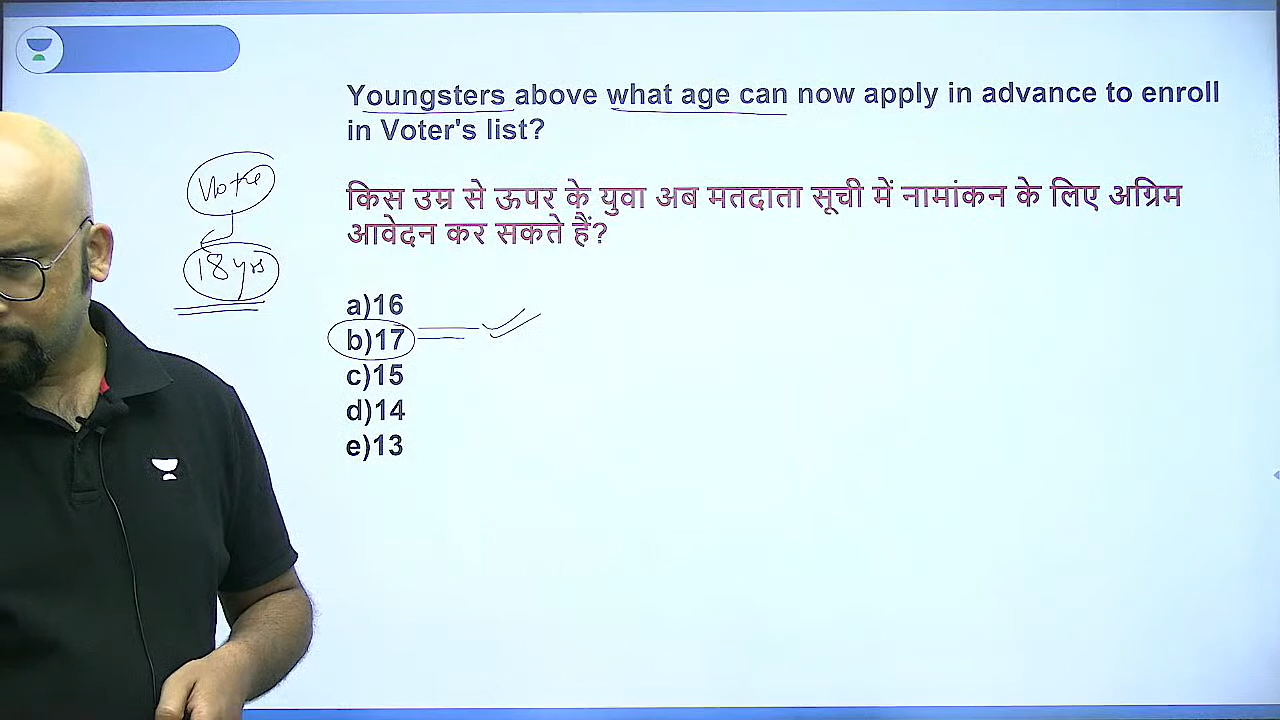 Youngsters above what age can now apply in advance to enroll
in Voter's list?
किस उम्र से ऊपर के युवा अब मतदाता सूची में नामांकन के लिए अग्रिम
आवेदन कर सकते हैं?
Vote
18 yrs
a)16
b)17
c)15
d)14
e)13